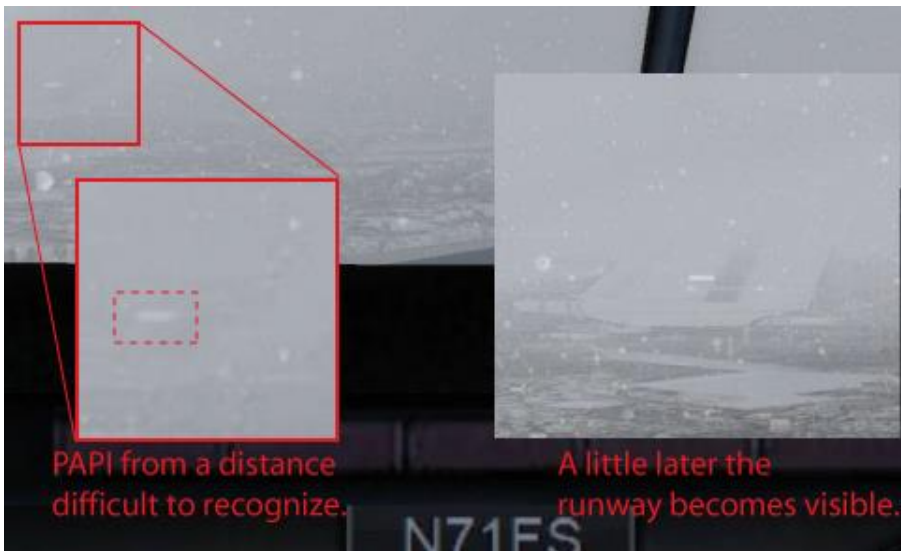 PAPI from a distance
difficult to recognize.
A little later the
runway becomes visible.
N71FS